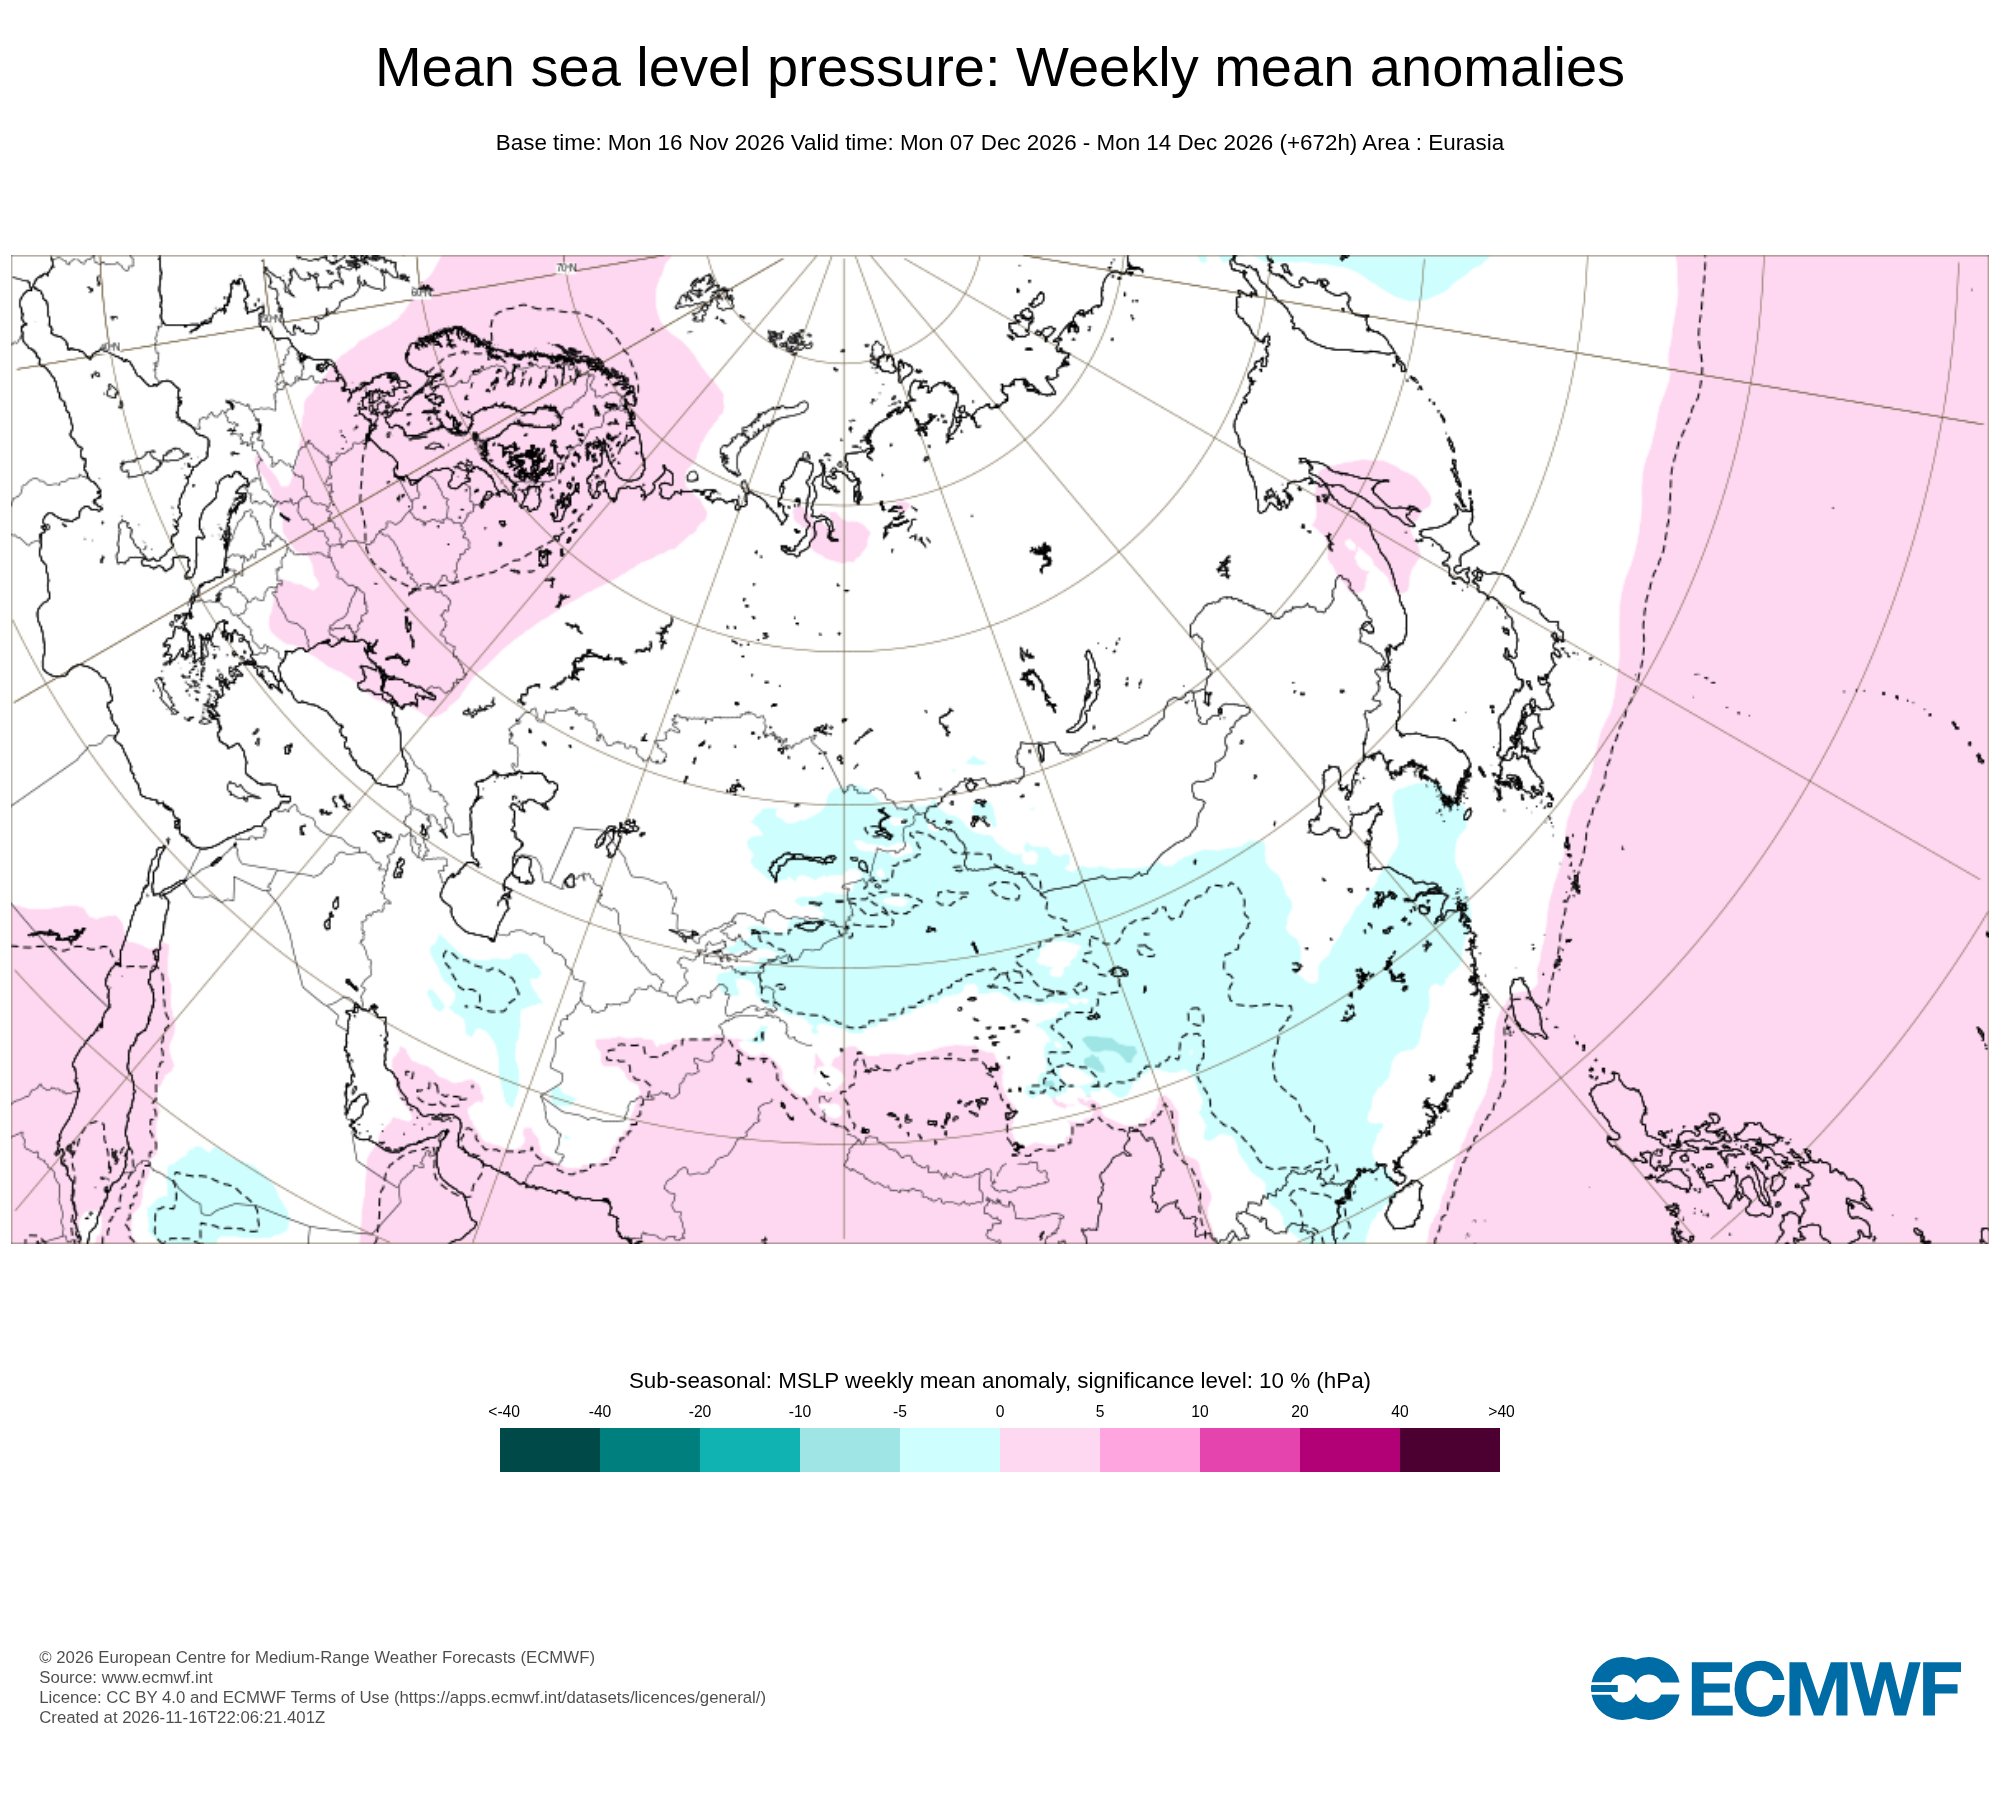 Mean sea level pressure: Weekly mean anomalies
Base time: Mon 16 Nov 2026 Valid time: Mon 07 Dec 2026 - Mon 14 Dec 2026 (+672h) Area : Eurasia
70°N
60°N
50°N
40°N
Sub-seasonal: MSLP weekly mean anomaly, significance level: 10 % (hPa)
<-40 -40 -20 -10 -5 0 5 10 20 40 >40
© 2026 European Centre for Medium-Range Weather Forecasts (ECMWF)
Source: www.ecmwf.int
Licence: CC BY 4.0 and ECMWF Terms of Use (https://apps.ecmwf.int/datasets/licences/general/)
Created at 2026-11-16T22:06:21.401Z
ECMWF